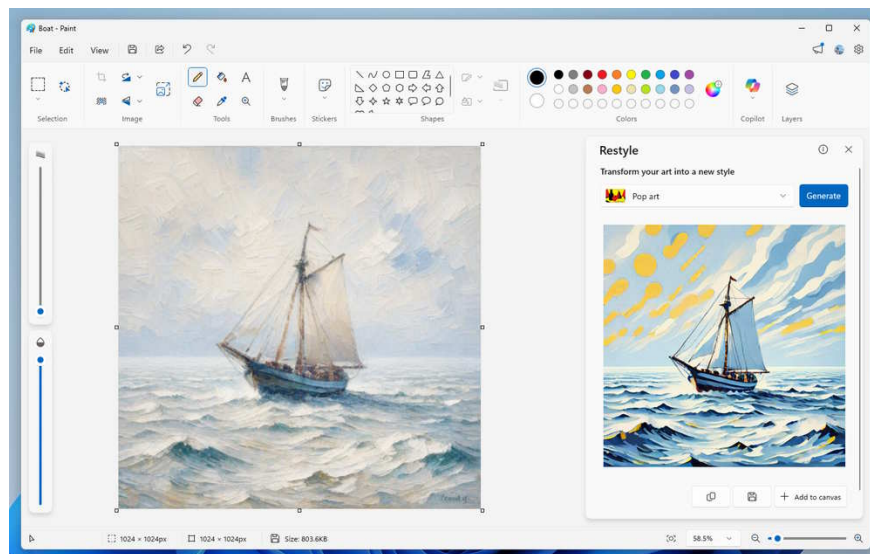 Boat - Paint
File Edit View
Selection Image Tools Brushes Stickers Shapes Colors Copilot Layers
Restyle
Transform your art into a new style
Pop art Generate
Add to canvas
1024 × 1024px 1024 × 1024px Size: 803.6KB 58.5%